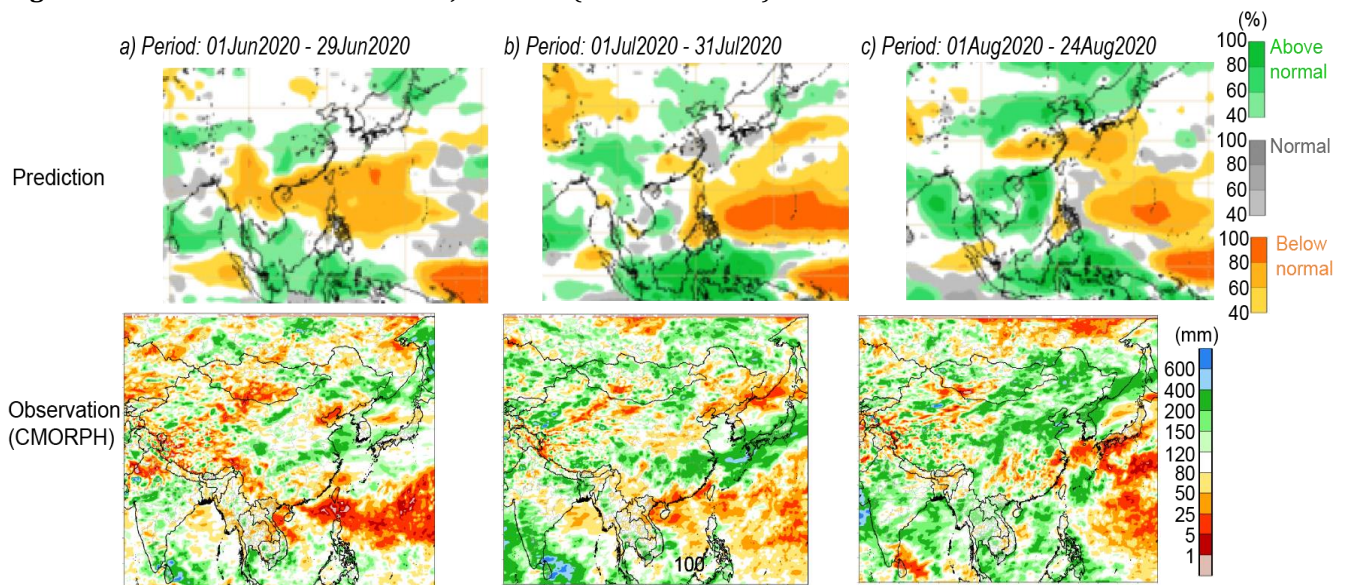 a) Period: 01Jun2020 - 29Jun2020
b) Period: 01Jul2020 - 31Jul2020
c) Period: 01Aug2020 - 24Aug2020
(%)
100
80
60
40
Above
normal
100
80
60
40
Normal
100
80
60
40
Below
normal
Prediction
Observation
(CMORPH)
100
(mm)
600
400
200
150
120
80
50
25
5
1